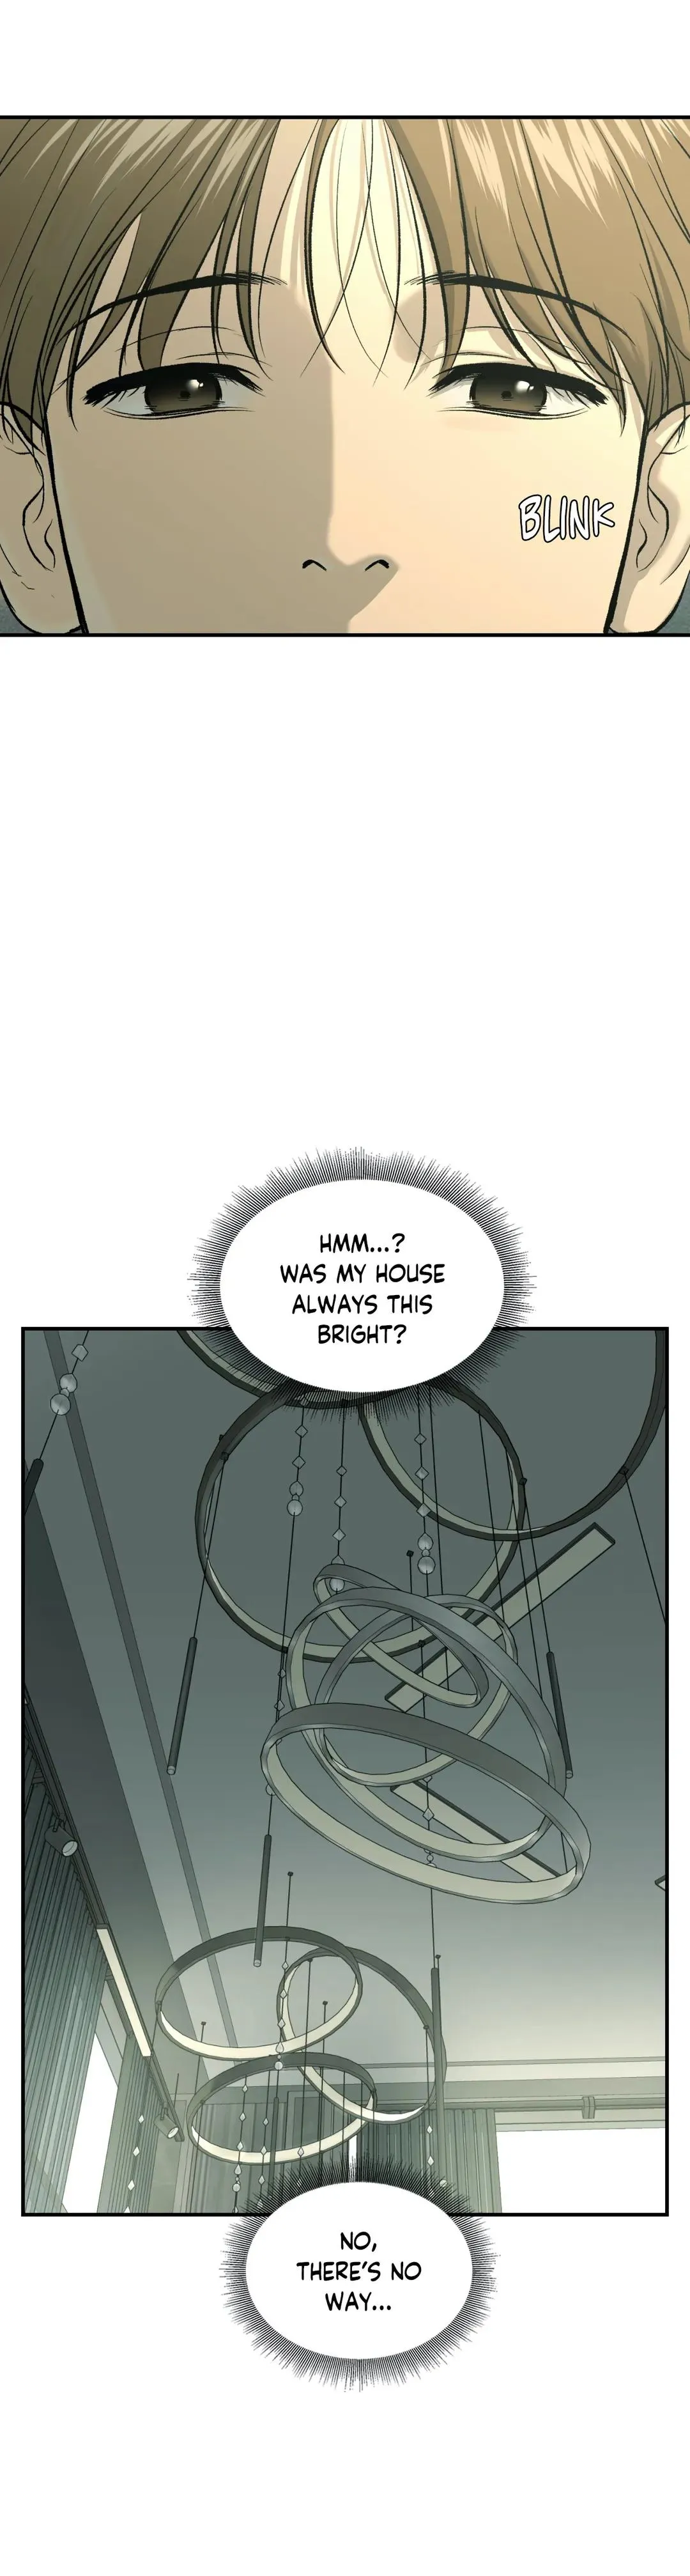 BLINK
HMM...?
WAS MY HOUSE
ALWAYS THIS
BRIGHT?
NO,
THERE'S NO
WAY...